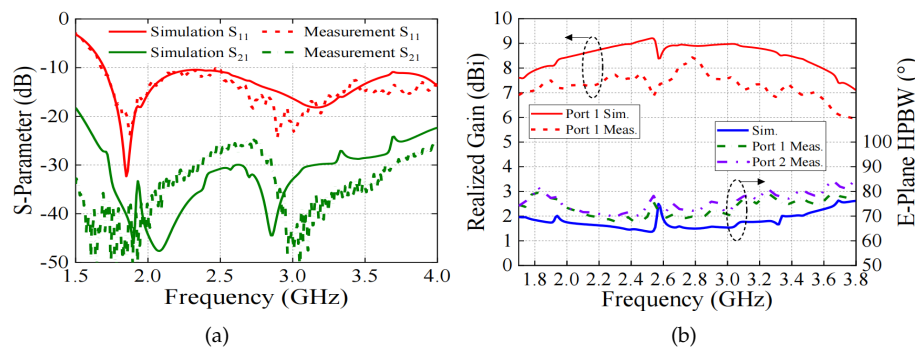 (a)
0
-10
-20
-30
-40
-50
S-Parameter (dB)
Simulation S11
Measurement S11
Simulation S21
Measurement S21
1.5 2.0 2.5 3.0 3.5 4.0
Frequency (GHz)
(a)
(b)
10
9
8
7
6
5
4
3
2
1
0
Realized Gain (dBi)
Port 1 Sim.
Port 1 Meas.
Sim.
Port 1 Meas.
Port 2 Meas.
100
90
80
70
60
50
E-Plane HPBW (°)
1.8 2.0 2.2 2.4 2.6 2.8 3.0 3.2 3.4 3.6 3.8
Frequency (GHz)
(b)